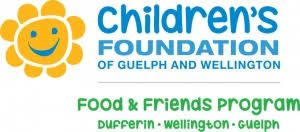 children's
FOUNDATION
OF GUELPH AND WELLINGTON
Food & Friends Program
Dufferin · Wellington · Guelph